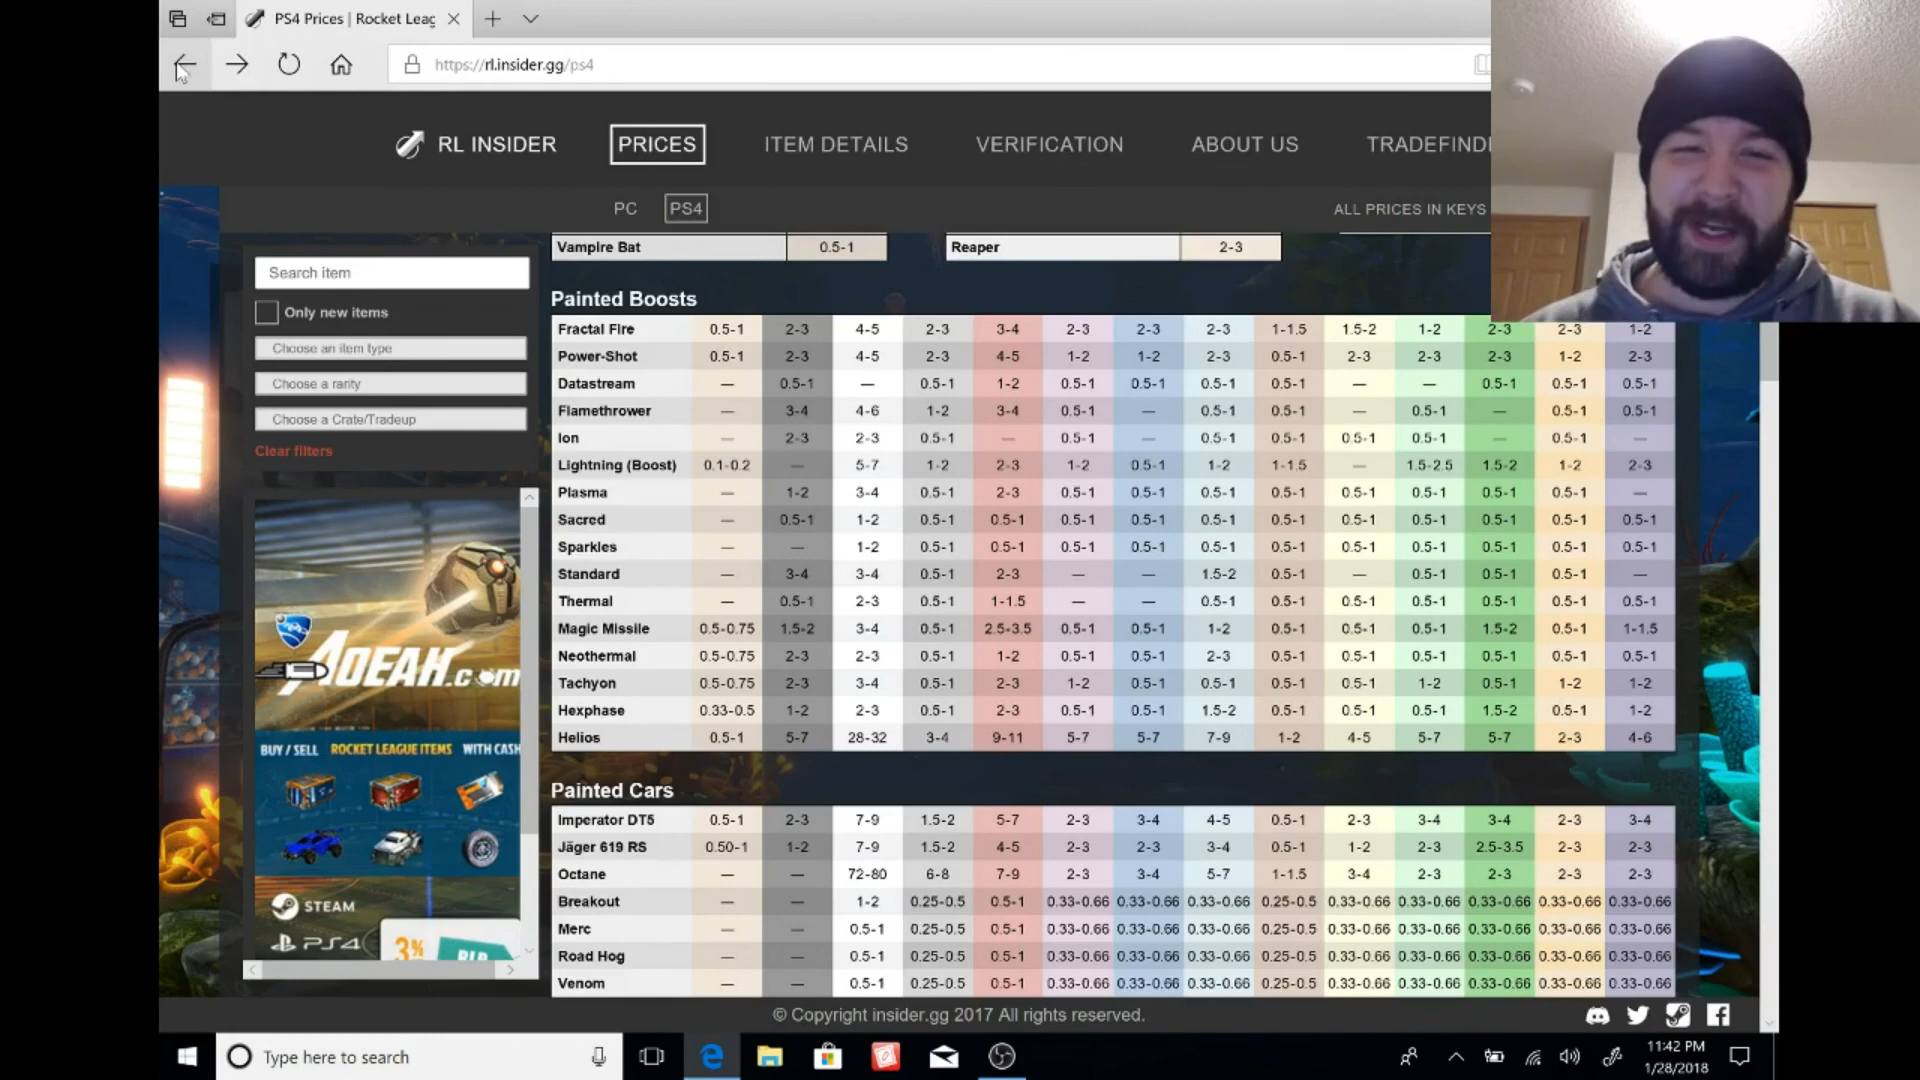 PS4 Prices | Rocket Leag
https://rl.insider.gg/ps4
RL INSIDER PRICES ITEM DETAILS VERIFICATION ABOUT US TRADEFIND
PC PS4 ALL PRICES IN KEYS
Vampire Bat 0.5-1 Reaper 2-3
Search item
Only new items
Choose an item type
Choose a rarity
Choose a Crate/Tradeup
Clear filters
AOEAH.com
BUY / SELL ROCKET LEAGUE ITEMS WITH CASH
STEAM
PS4
3%
Painted Boosts
Fractal Fire 0.5-1 2-3 4-5 2-3 3-4 2-3 2-3 2-3 1-1.5 1.5-2 1-2 2-3 2-3 1-2
Power-Shot 0.5-1 2-3 4-5 2-3 4-5 1-2 1-2 2-3 0.5-1 2-3 2-3 2-3 1-2 2-3
Datastream — 0.5-1 — 0.5-1 1-2 0.5-1 0.5-1 0.5-1 0.5-1 — — 0.5-1 0.5-1 0.5-1
Flamethrower — 3-4 4-6 1-2 3-4 0.5-1 — 0.5-1 0.5-1 — 0.5-1 — 0.5-1 0.5-1
Ion — 2-3 2-3 0.5-1 — 0.5-1 — 0.5-1 0.5-1 0.5-1 0.5-1 — 0.5-1 —
Lightning (Boost) 0.1-0.2 — 5-7 1-2 2-3 1-2 0.5-1 1-2 1-1.5 — 1.5-2.5 1.5-2 1-2 2-3
Plasma — 1-2 3-4 0.5-1 2-3 0.5-1 0.5-1 0.5-1 0.5-1 0.5-1 0.5-1 0.5-1 0.5-1 —
Sacred — 0.5-1 1-2 0.5-1 0.5-1 0.5-1 0.5-1 0.5-1 0.5-1 0.5-1 0.5-1 0.5-1 0.5-1 0.5-1
Sparkles — — 1-2 0.5-1 0.5-1 0.5-1 0.5-1 0.5-1 0.5-1 0.5-1 0.5-1 0.5-1 0.5-1 0.5-1
Standard — 3-4 3-4 0.5-1 2-3 — — 1.5-2 0.5-1 — 0.5-1 0.5-1 0.5-1 —
Thermal — 0.5-1 2-3 0.5-1 1-1.5 — — 0.5-1 0.5-1 0.5-1 0.5-1 0.5-1 0.5-1 0.5-1
Magic Missile 0.5-0.75 1.5-2 3-4 0.5-1 2.5-3.5 0.5-1 0.5-1 1-2 0.5-1 0.5-1 0.5-1 1.5-2 0.5-1 1-1.5
Neothermal 0.5-0.75 2-3 2-3 0.5-1 1-2 0.5-1 0.5-1 2-3 0.5-1 0.5-1 0.5-1 0.5-1 0.5-1 0.5-1
Tachyon 0.5-0.75 2-3 3-4 0.5-1 2-3 1-2 0.5-1 0.5-1 0.5-1 0.5-1 1-2 0.5-1 1-2 1-2
Hexphase 0.33-0.5 1-2 2-3 0.5-1 2-3 0.5-1 0.5-1 1.5-2 0.5-1 0.5-1 0.5-1 1.5-2 0.5-1 1-2
Helios 0.5-1 5-7 28-32 3-4 9-11 5-7 5-7 7-9 1-2 4-5 5-7 5-7 2-3 4-6
Painted Cars
Imperator DT5 0.5-1 2-3 7-9 1.5-2 5-7 2-3 3-4 4-5 0.5-1 2-3 3-4 3-4 2-3 3-4
Jäger 619 RS 0.50-1 1-2 7-9 1.5-2 4-5 2-3 2-3 3-4 0.5-1 1-2 2-3 2.5-3.5 2-3 2-3
Octane — — 72-80 6-8 7-9 2-3 3-4 5-7 1-1.5 3-4 2-3 2-3 2-3 2-3
Breakout — — 1-2 0.25-0.5 0.5-1 0.33-0.66 0.33-0.66 0.33-0.66 0.25-0.5 0.33-0.66 0.33-0.66 0.33-0.66 0.33-0.66 0.33-0.66
Merc — — 0.5-1 0.25-0.5 0.5-1 0.33-0.66 0.33-0.66 0.33-0.66 0.25-0.5 0.33-0.66 0.33-0.66 0.33-0.66 0.33-0.66 0.33-0.66
Road Hog — — 0.5-1 0.25-0.5 0.5-1 0.33-0.66 0.33-0.66 0.33-0.66 0.25-0.5 0.33-0.66 0.33-0.66 0.33-0.66 0.33-0.66 0.33-0.66
Venom — — 0.5-1 0.25-0.5 0.5-1 0.33-0.66 0.33-0.66 0.33-0.66 0.25-0.5 0.33-0.66 0.33-0.66 0.33-0.66 0.33-0.66 0.33-0.66
© Copyright insider.gg 2017 All rights reserved.
Type here to search
11:42 PM
1/28/2018